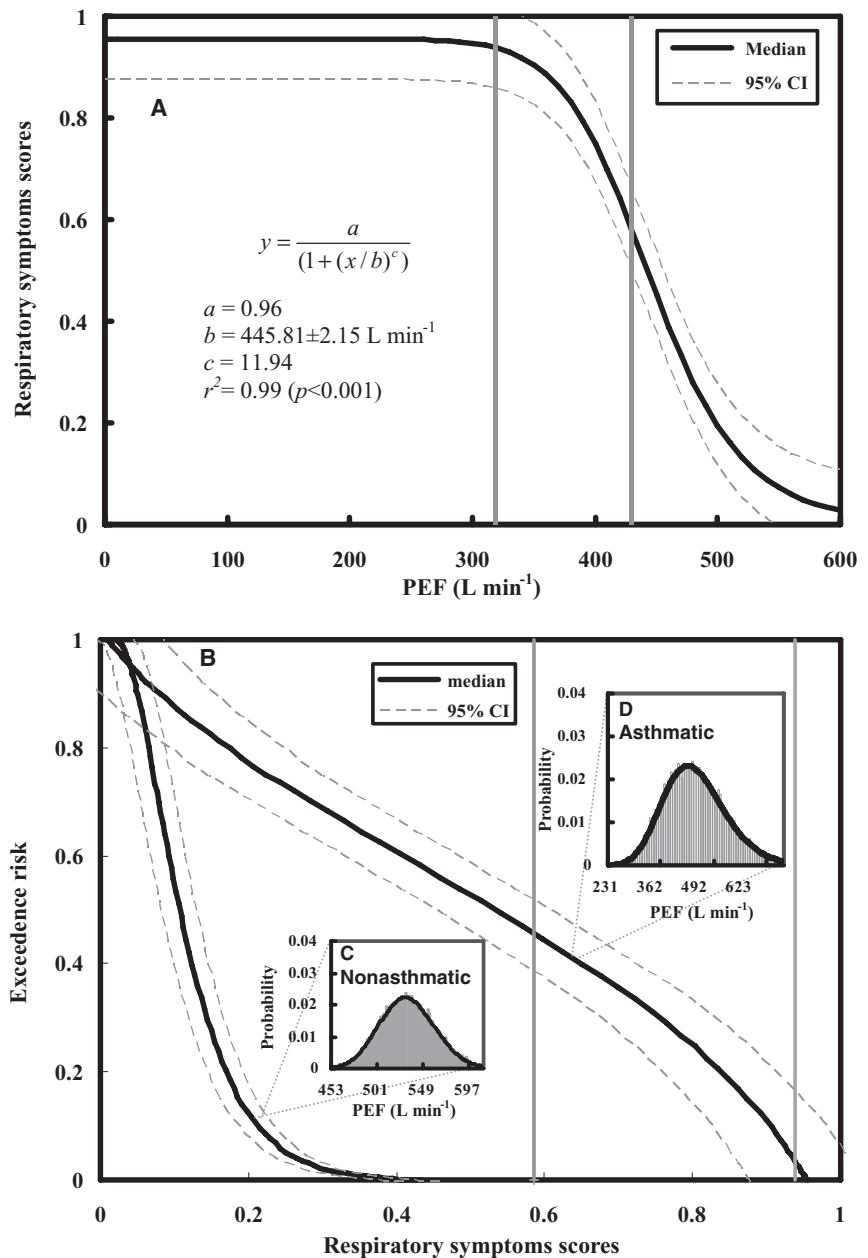 1
0.8
0.6
0.4
0.2
0
Respiratory symptoms scores
A
Median
95% CI
y = a / (1 + (x / b)^c)
a = 0.96
b = 445.81±2.15 L min⁻¹
c = 11.94
r² = 0.99 (p<0.001)
0 100 200 300 400 500 600
PEF (L min⁻¹)
1
0.8
0.6
0.4
0.2
0
Exceedence risk
B
median
95% CI
D
Asthmatic
0.04
0.03
0.02
0.01
0
Probability
231 362 492 623
PEF (L min⁻¹)
C
Nonasthmatic
0.04
0.03
0.02
0.01
0
Probability
453 501 549 597
PEF (L min⁻¹)
0 0.2 0.4 0.6 0.8 1
Respiratory symptoms scores